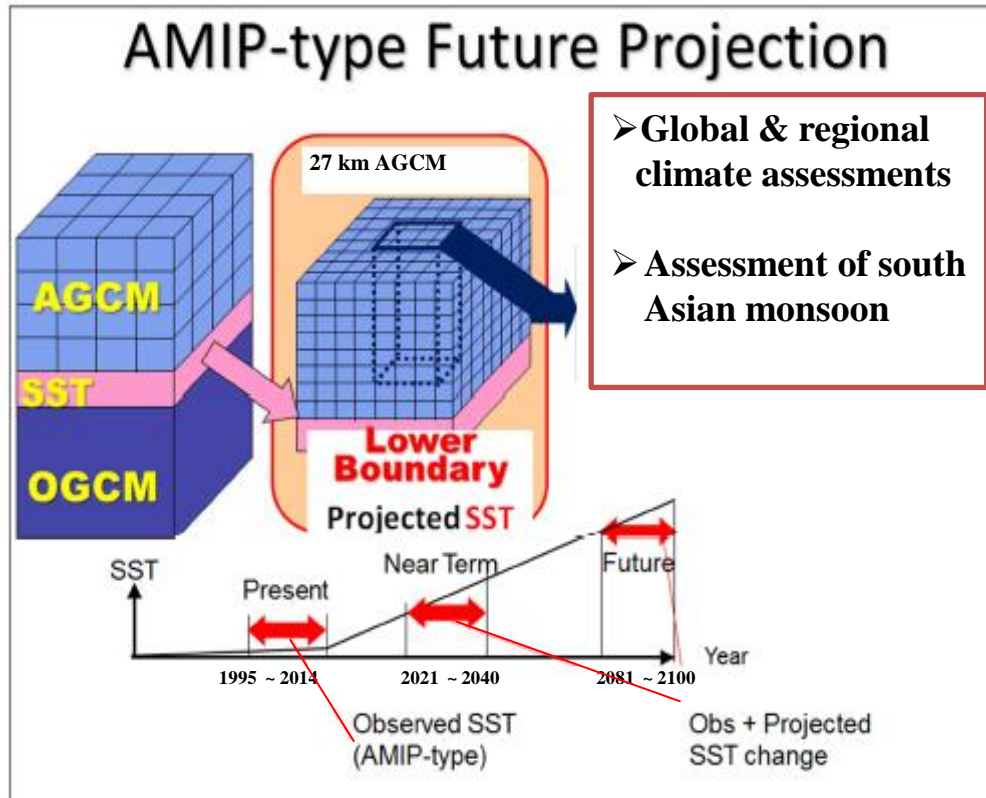 AMIP-type Future Projection
➢Global & regional
climate assessments
➢ Assessment of south
Asian monsoon
27 km AGCM
AGCM
SST
OGCM
Lower
Boundary
Projected SST
SST
Present
Near Term
Future
Year
1995 ~ 2014
2021 ~ 2040
2081 ~ 2100
Observed SST
(AMIP-type)
Obs + Projected
SST change